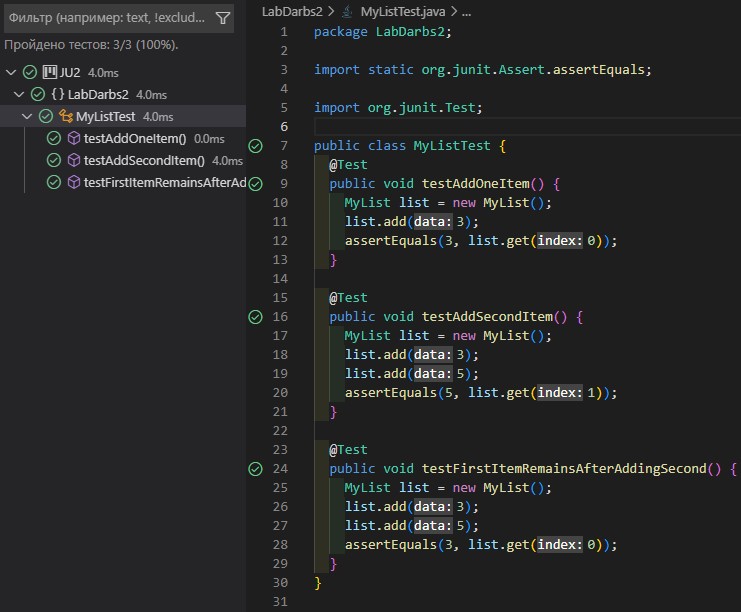 Фильтр (например: text, !exclud...
Пройдено тестов: 3/3 (100%).
JU2 4.0ms
{} LabDarbs2 4.0ms
MyListTest 4.0ms
testAddOneItem() 0.0ms
testAddSecondItem() 4.0ms
testFirstItemRemainsAfterAd
LabDarbs2 > MyListTest.java > ...
1 package LabDarbs2;
2
3 import static org.junit.Assert.assertEquals;
4
5 import org.junit.Test;
6
7 public class MyListTest {
8 @Test
9 public void testAddOneItem() {
10 MyList list = new MyList();
11 list.add(data: 3);
12 assertEquals(3, list.get(index: 0));
13 }
14
15 @Test
16 public void testAddSecondItem() {
17 MyList list = new MyList();
18 list.add(data: 3);
19 list.add(data: 5);
20 assertEquals(5, list.get(index: 1));
21 }
22
23 @Test
24 public void testFirstItemRemainsAfterAddingSecond() {
25 MyList list = new MyList();
26 list.add(data: 3);
27 list.add(data: 5);
28 assertEquals(3, list.get(index: 0));
29 }
30 }
31